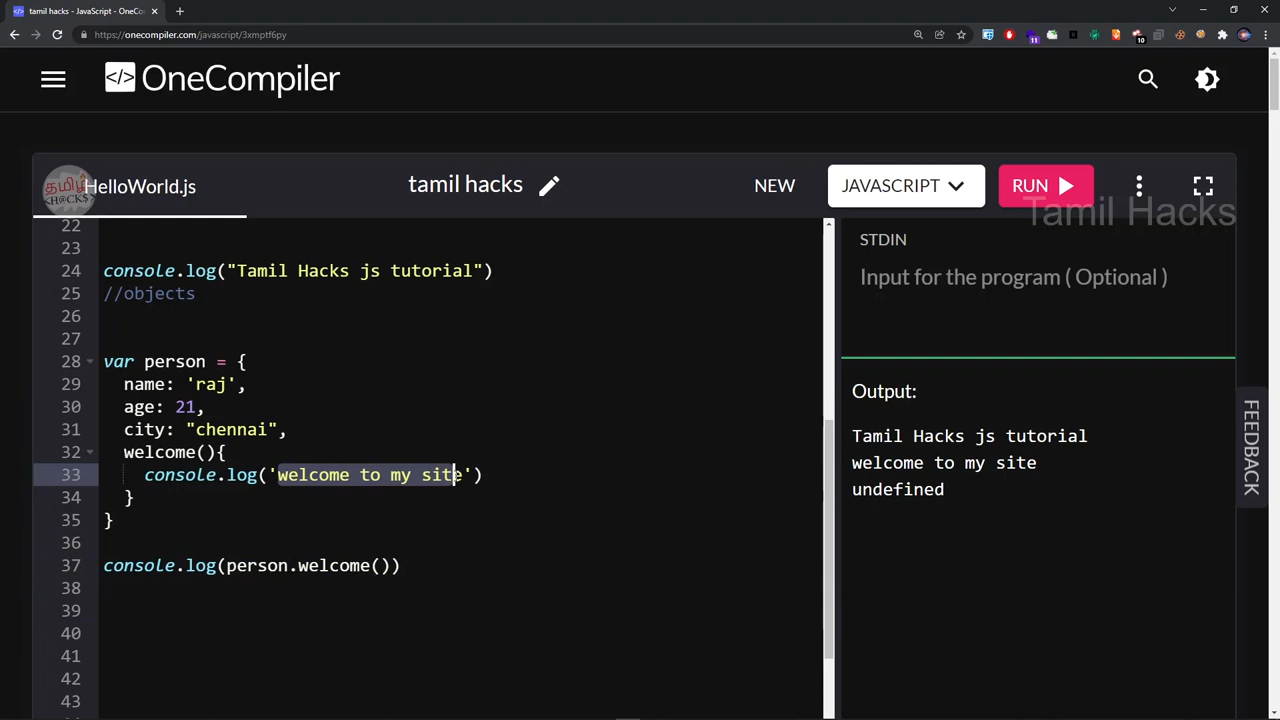 tamil hacks - JavaScript - OneCo
https://onecompiler.com/javascript/3xmptf6py
11
10
</> OneCompiler
தமிழ்
<H@CK$>
HelloWorld.js
tamil hacks
NEW
JAVASCRIPT
RUN
Tamil Hacks
22
23
24 console.log("Tamil Hacks js tutorial")
25 //objects
26
27
28 var person = {
29 name: 'raj',
30 age: 21,
31 city: "chennai",
32 welcome(){
33 console.log('welcome to my site')
34 }
35 }
36
37 console.log(person.welcome())
38
39
40
41
42
43
STDIN
Input for the program ( Optional )
Output:
Tamil Hacks js tutorial
welcome to my site
undefined
FEEDBACK